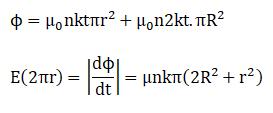 ϕ = μ₀nktπr² + μ₀n2kt. πR²
E(2πr) = |dϕ/dt| = μnkπ(2R² + r²)